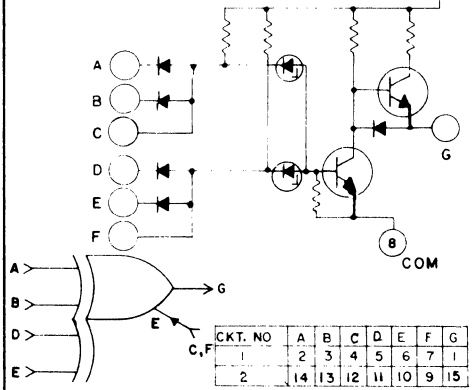 A
B
C
D
E
F
G
8
COM
A
B
D
E
G
E
C,F
CKT. NO A B C D E F G
1 2 3 4 5 6 7 1
2 14 13 12 11 10 9 15